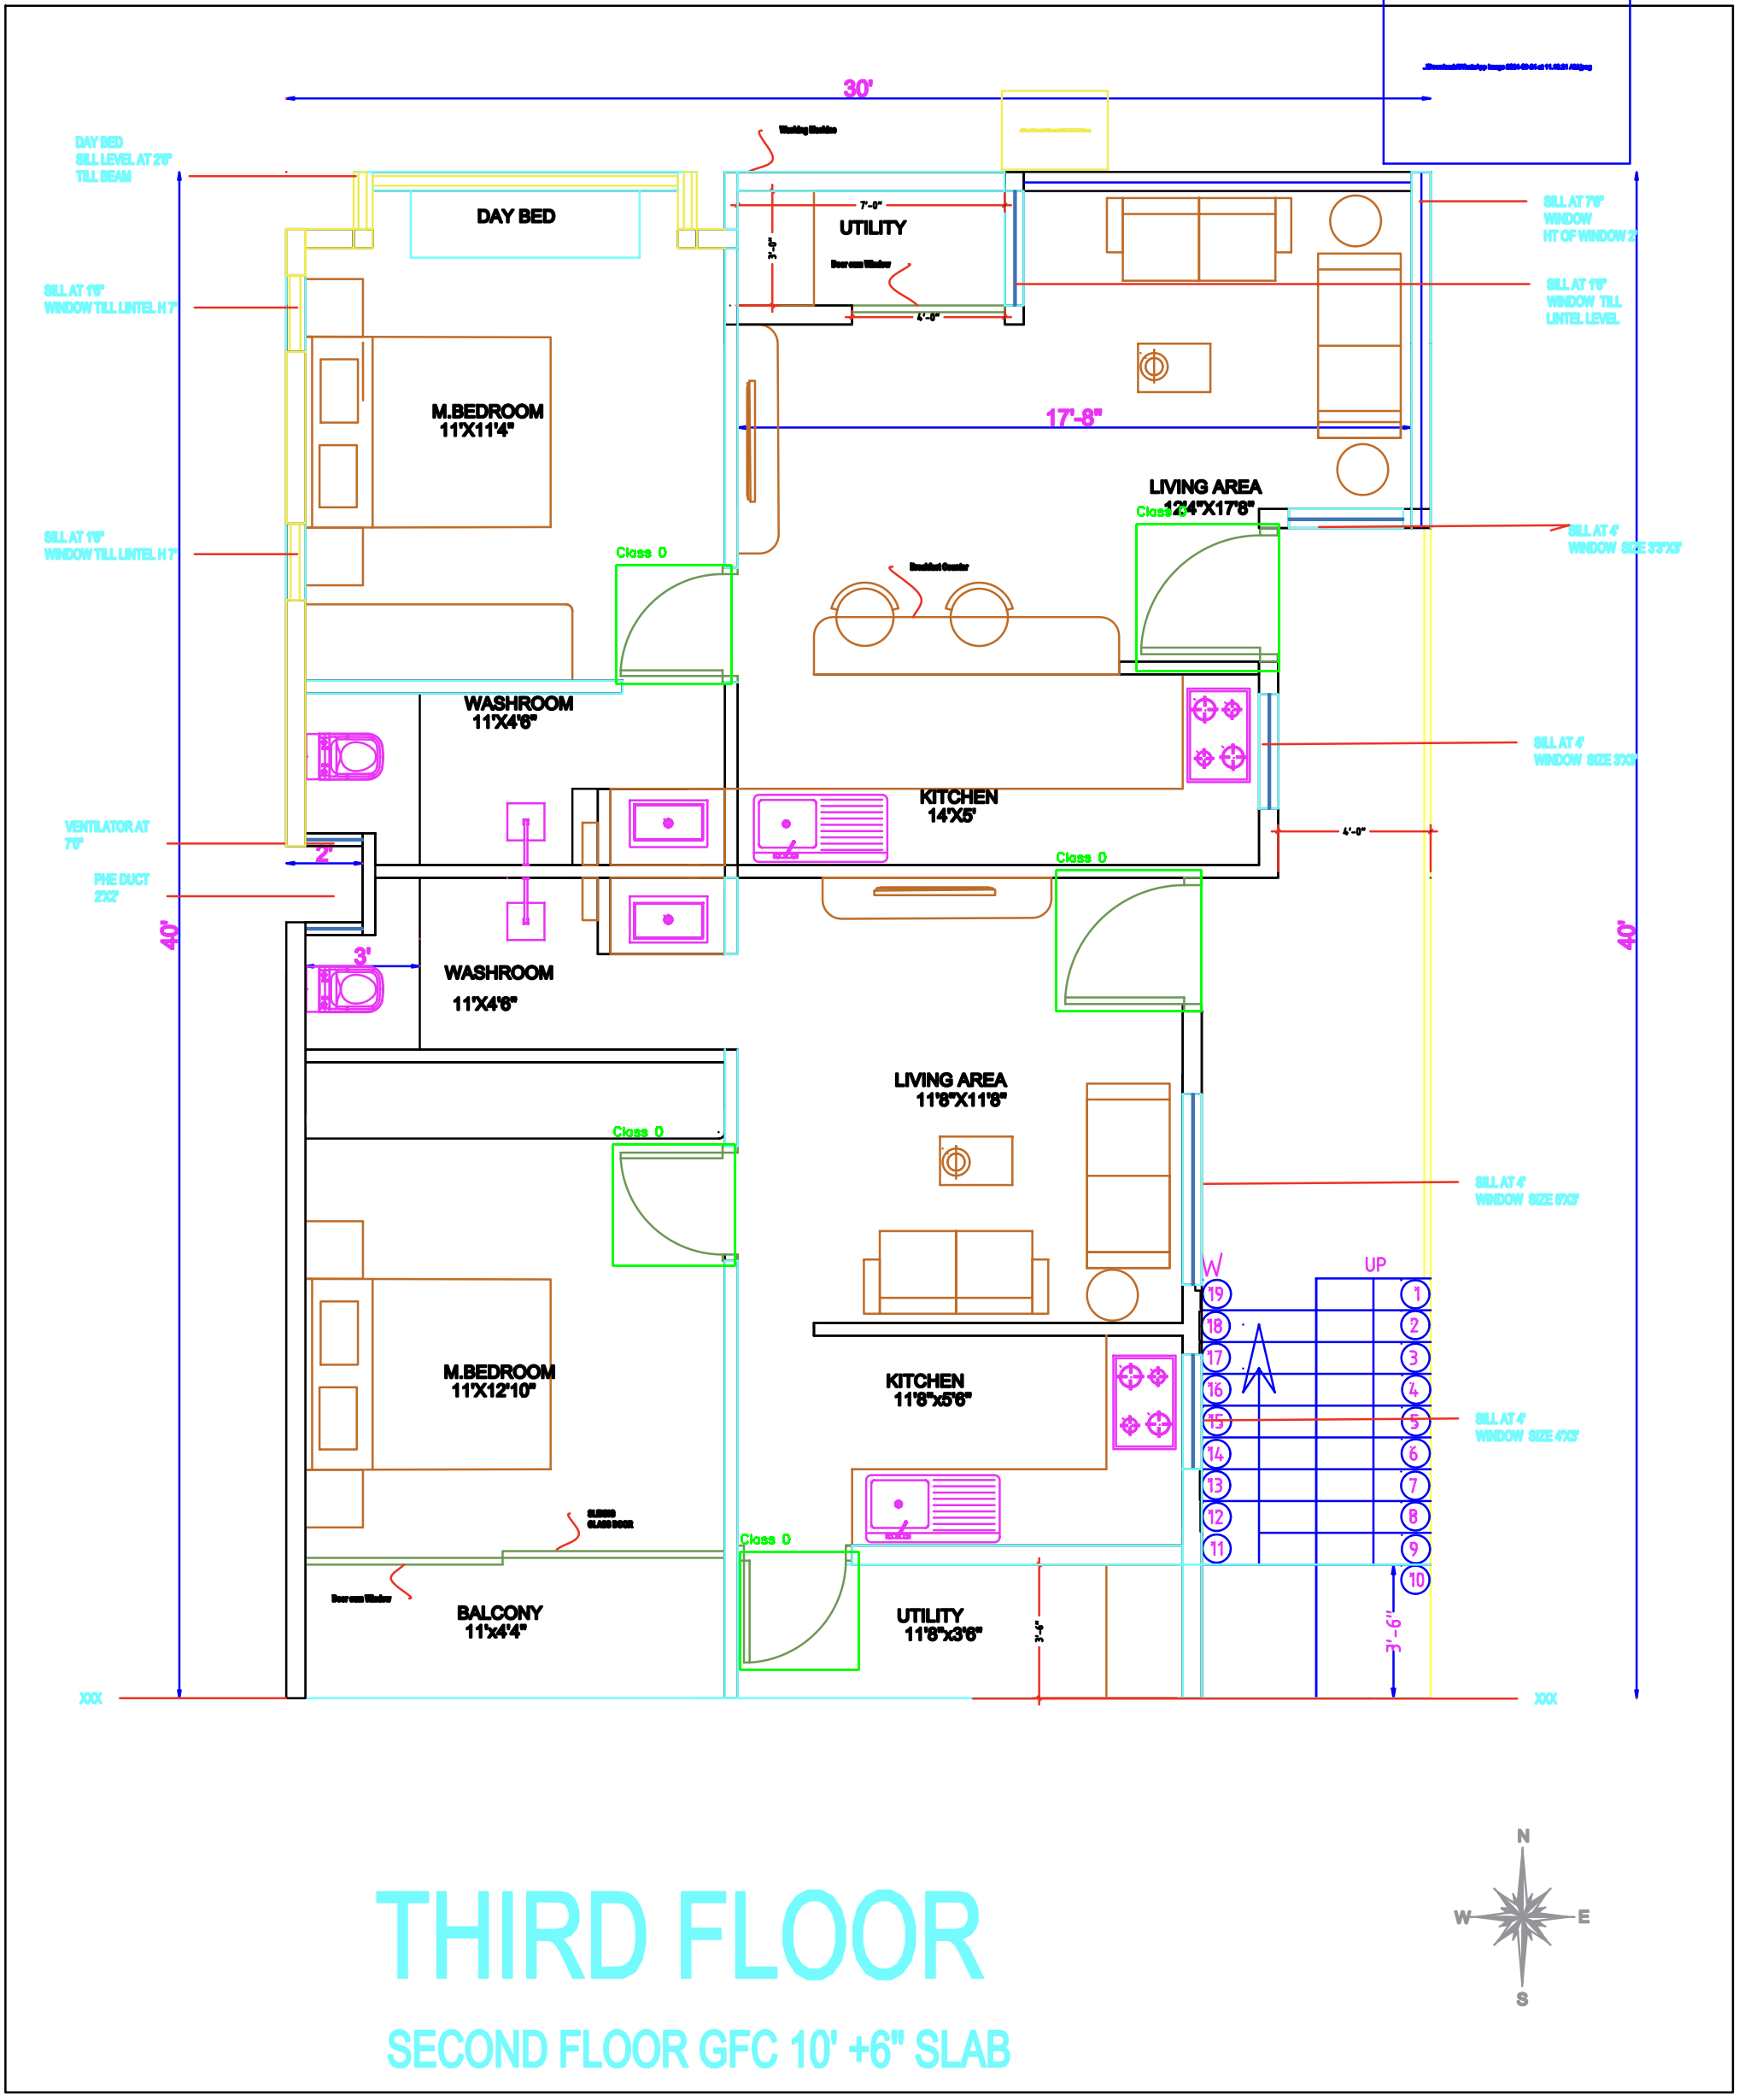 30'
DAY BED
SILL LEVEL AT 2'6"
TILL BEAM
Washing Machine
DAY BED
7'-0"
UTILITY
3'-0"
Door cum Window
4'-0"
SILL AT 7'6"
WINDOW
HT OF WINDOW 2'
SILL AT 1'6"
WINDOW TILL LINTEL H 7'
SILL AT 1'6"
WINDOW TILL
LINTEL LEVEL
M.BEDROOM
11'X11'4"
17'-8"
LIVING AREA
12'4"X17'8"
Class 0
SILL AT 4'
WINDOW SIZE 3'3"X3'
SILL AT 1'6"
WINDOW TILL LINTEL H 7'
Class 0
Breakfast Counter
WASHROOM
11'X4'6"
SILL AT 4'
WINDOW SIZE 3'X3'
KITCHEN
14'X5'
VENTILATOR AT
7'0"
2'
4'-0"
Class 0
PHE DUCT
2'X2'
40'
40'
3'
WASHROOM
11'X4'6"
LIVING AREA
11'8"X11'8"
Class 0
SILL AT 4'
WINDOW SIZE 5'X3'
W
UP
19
18
17
16
15
14
13
12
11
1
2
3
4
5
6
7
8
9
10
M.BEDROOM
11'X12'10"
KITCHEN
11'8"x5'6"
SILL AT 4'
WINDOW SIZE 4'X3'
SLIDING
GLASS DOOR
Class 0
Door cum Window
BALCONY
11'x4'4"
UTILITY
11'8"x3'6"
3'-6"
3'-6"
XXX
XXX
N
W
E
S
THIRD FLOOR
SECOND FLOOR GFC 10' +6" SLAB